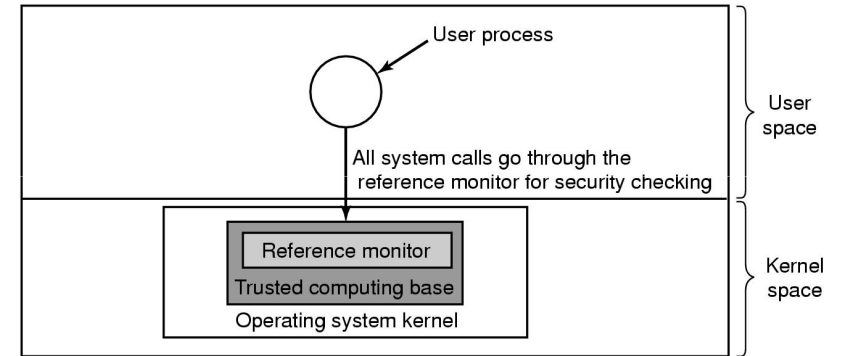 User process
User
space
All system calls go through the
reference monitor for security checking
Reference monitor
Trusted computing base
Operating system kernel
Kernel
space